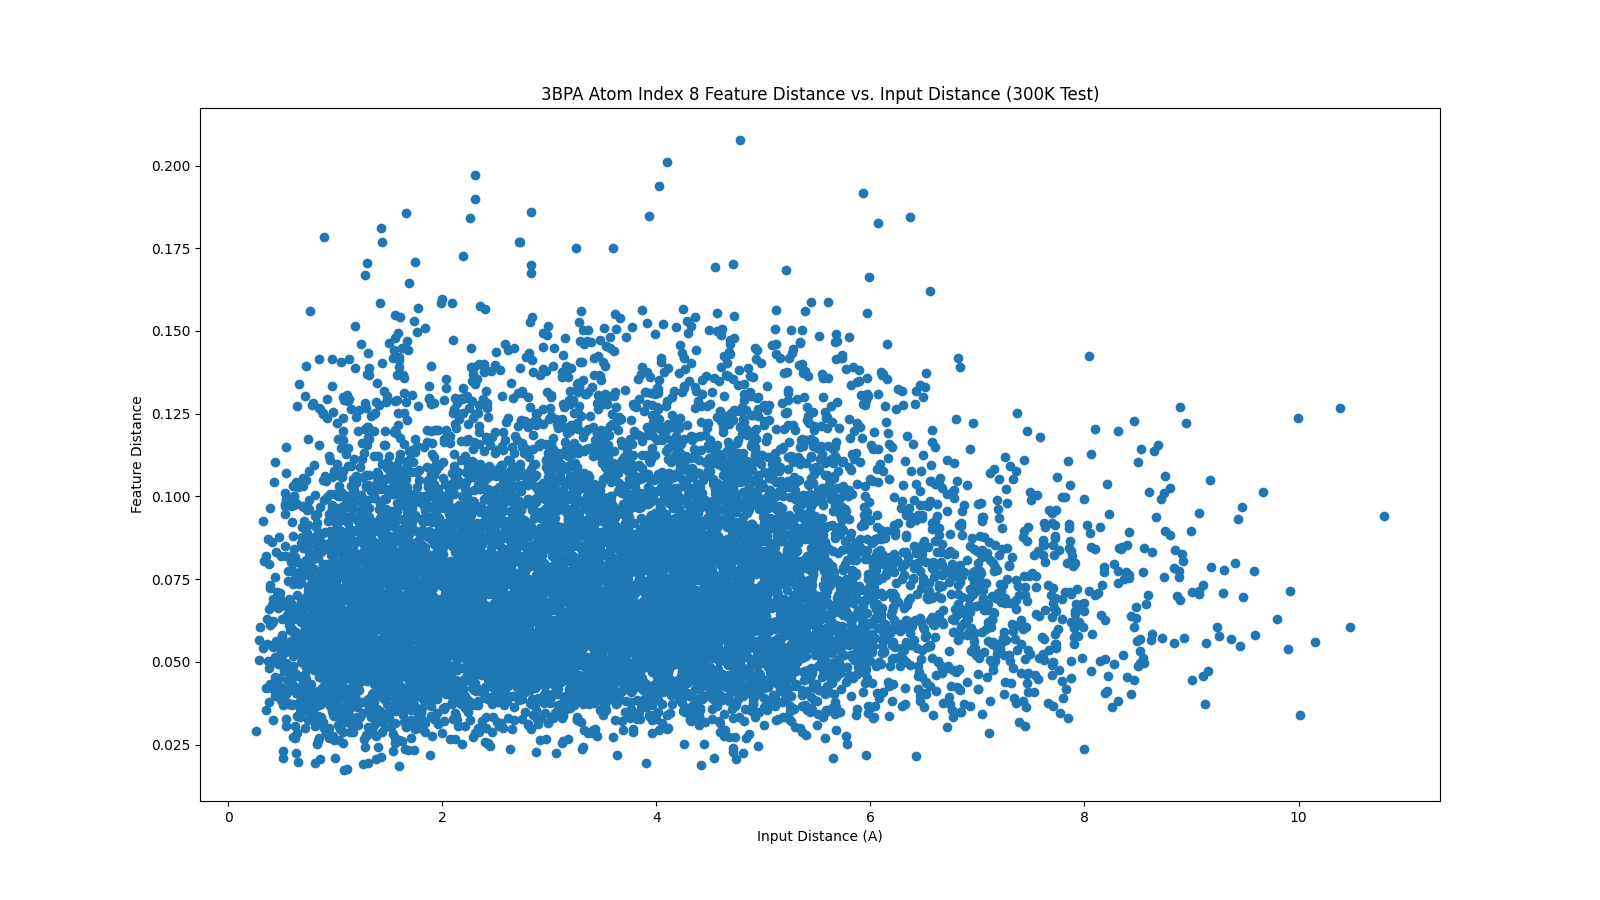 3BPA Atom Index 8 Feature Distance vs. Input Distance (300K Test)
0.200
0.175
0.150
0.125
0.100
0.075
0.050
0.025
Feature Distance
0 2 4 6 8 10
Input Distance (A)